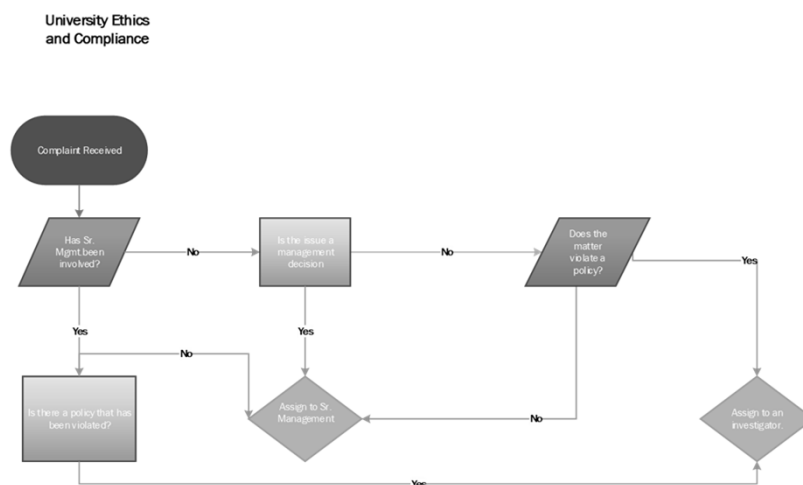 University Ethics
and Compliance
Complaint Received
Has Sr.
Mgmt.been
involved?
No
Is the issue a
management
decision
No
Does the
matter
violate a
policy?
Yes
Yes
Yes
No
Is there a policy that has
been violated?
Assign to Sr.
Management
No
Assign to an
investigator.
Yes